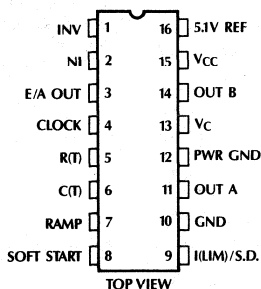 INV 1 16 5.1V REF
NI 2 15 VCC
E/A OUT 3 14 OUT B
CLOCK 4 13 VC
R(T) 5 12 PWR GND
C(T) 6 11 OUT A
RAMP 7 10 GND
SOFT START 8 9 I(LIM)/S.D.
TOP VIEW